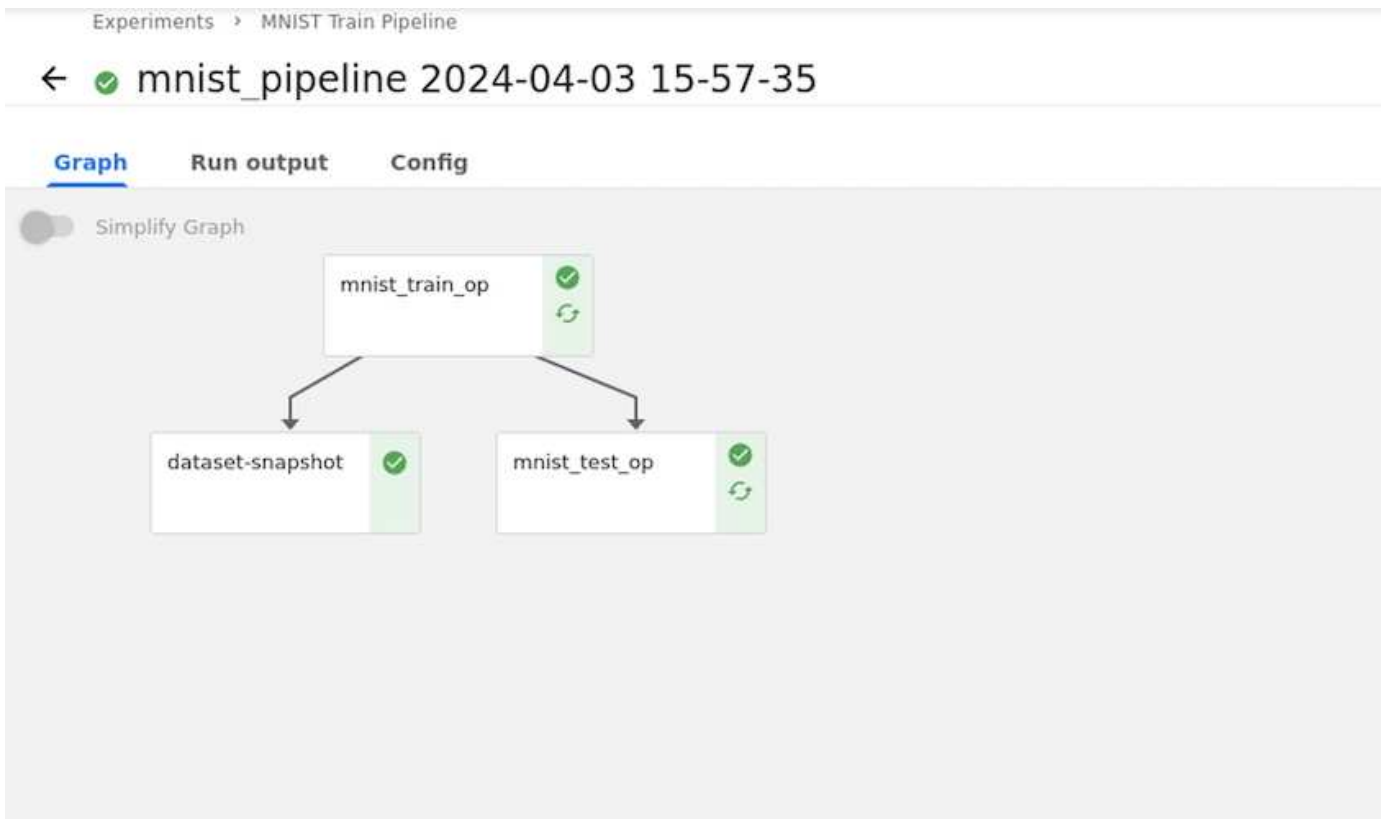 Experiments › MNIST Train Pipeline
mnist_pipeline 2024-04-03 15-57-35
Graph Run output Config
Simplify Graph
mnist_train_op
dataset-snapshot mnist_test_op